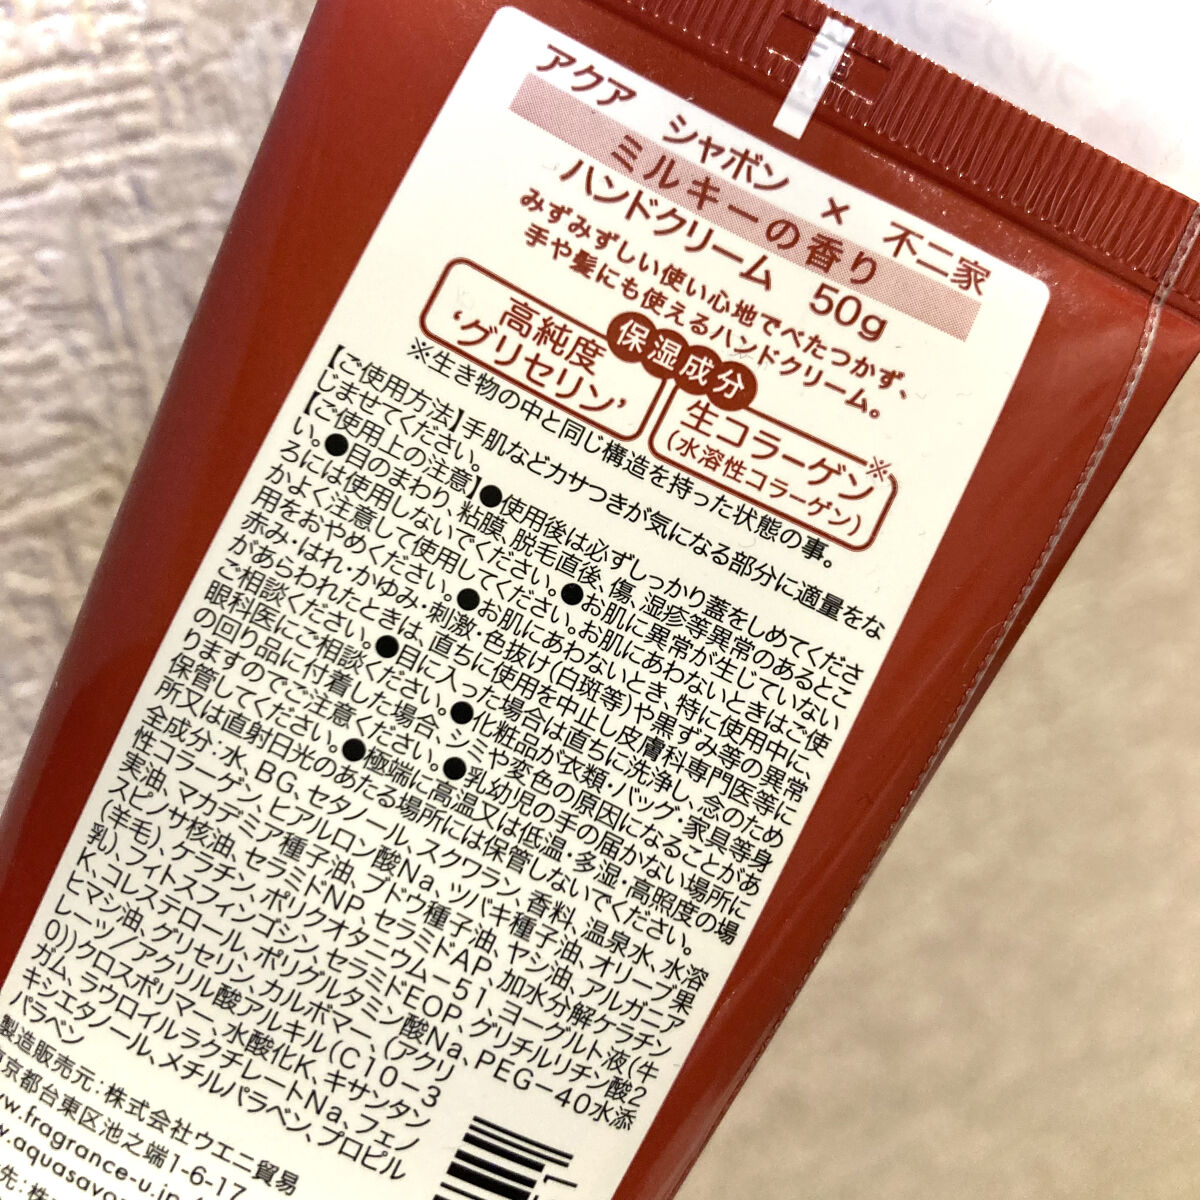 アクア シャボン × 不二家
ミルキーの香り
ハンドクリーム 50g
みずみずしい使い心地でべたつかず、
手や髪にも使えるハンドクリーム。
保湿成分
高純度
‘グリセリン’
生コラーゲン※
(水溶性コラーゲン)
※生き物の中と同じ構造を持った状態の事。
【ご使用方法】手肌などカサつきが気になる部分に適量をな
じませてください。
【ご使用上の注意】●使用後は必ずしっかり蓋をしめてくださ
い。●目のまわり、粘膜、脱毛直後、傷、湿疹等異常のあるとこ
ろには使用しないでください。●お肌に異常が生じていない
かよく注意して使用してください。お肌にあわないときはご使
用をおやめください。●お肌にあわないとき、特に使用中に、
赤み・はれ・かゆみ・刺激・色抜け(白斑等)や黒ずみ等の異常
があらわれたときは、直ちに使用を中止し皮膚科専門医等に
ご相談ください。●目に入った場合は直ちに洗浄し、念のため
眼科医にご相談ください。●化粧品が衣類・バッグ・家具等身
の回り品に付着した場合、シミや変色の原因になることがあ
りますのでご注意ください。●乳幼児の手の届かない場所に
保管してください。●極端に高温又は低温・多湿・高照度の場
所又は直射日光のあたる場所には保管しないでください。
全成分・水、BG、セタノール、スクワラン、香料、温泉水、水溶
性コラーゲン、ヒアルロン酸Na、ツバキ種子油、オリーブ果
実油、マカデミア種子油、ブドウ種子油、ヤシ油、アルガニア
スピノサ核油、セラミドNP、セラミドAP、加水分解ケラチン
(羊毛)、ケラチン、ポリクオタニウム－51、ヨーグルト液(牛
乳)、フィトスフィンゴシン、セラミドEOP、グリチルリチン酸2
K、コレステロール、ポリグルタミン酸Na、PEG－40水添
ヒマシ油、グリセリン、カルボマー、(アクリ
レーツ/アクリル酸アルキル(C10－3
0))クロスポリマー、水酸化K、キサンタン
ガム、ラウロイルラクチレートNa、フェノ
キシエタノール、メチルパラベン、プロピル
パラベン
製造販売元：株式会社ウエニ貿易
京都台東区池之端1-6-17
w.fragrance-u.jp